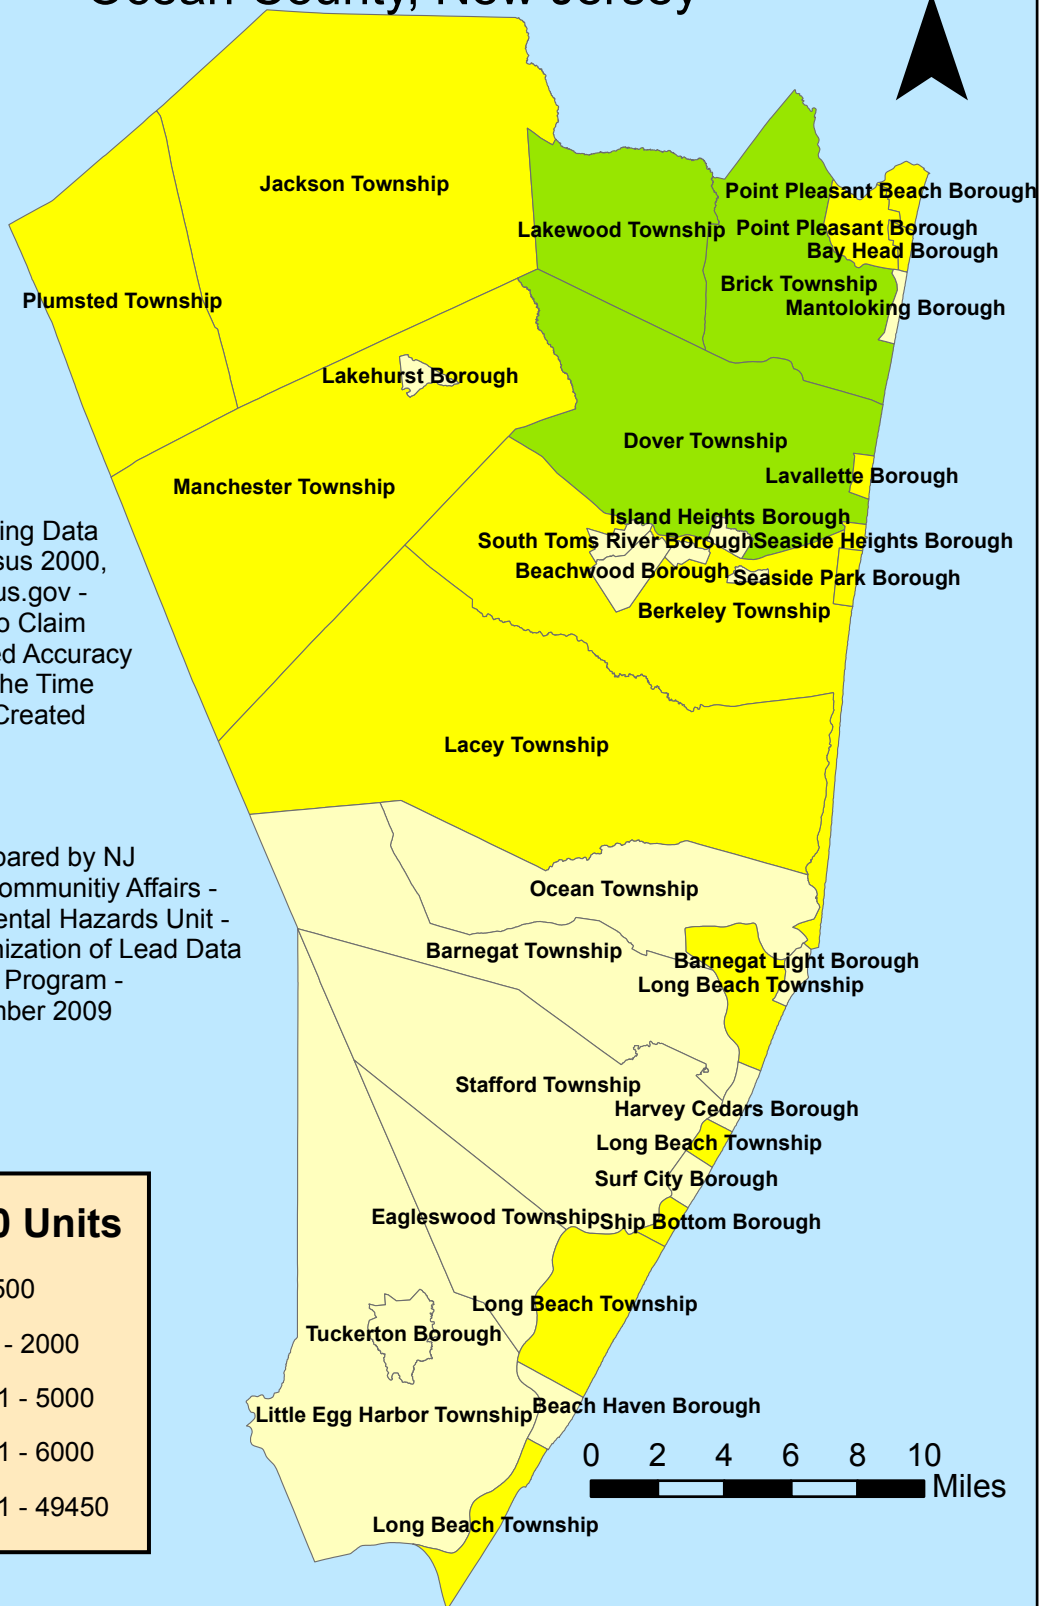 Ocean County, New Jersey
Jackson Township
Point Pleasant Beach Borough
Lakewood Township
Point Pleasant Borough
Bay Head Borough
Brick Township
Plumsted Township
Mantoloking Borough
Lakehurst Borough
Dover Township
Lavallette Borough
Manchester Township
Island Heights Borough
South Toms River Borough
Seaside Heights Borough
Beachwood Borough
Seaside Park Borough
Berkeley Township
ing Data
sus 2000,
us.gov -
o Claim
ed Accuracy
he Time
Created
Lacey Township
pared by NJ
ommunitiy Affairs -
ental Hazards Unit -
nization of Lead Data
Program -
mber 2009
Ocean Township
Barnegat Township
Barnegat Light Borough
Long Beach Township
Stafford Township
Harvey Cedars Borough
Long Beach Township
Surf City Borough
Eagleswood Township
Ship Bottom Borough
Long Beach Township
Tuckerton Borough
Beach Haven Borough
Little Egg Harbor Township
Long Beach Township
0 Units
500
- 2000
1 - 5000
1 - 6000
1 - 49450
0 2 4 6 8 10
Miles